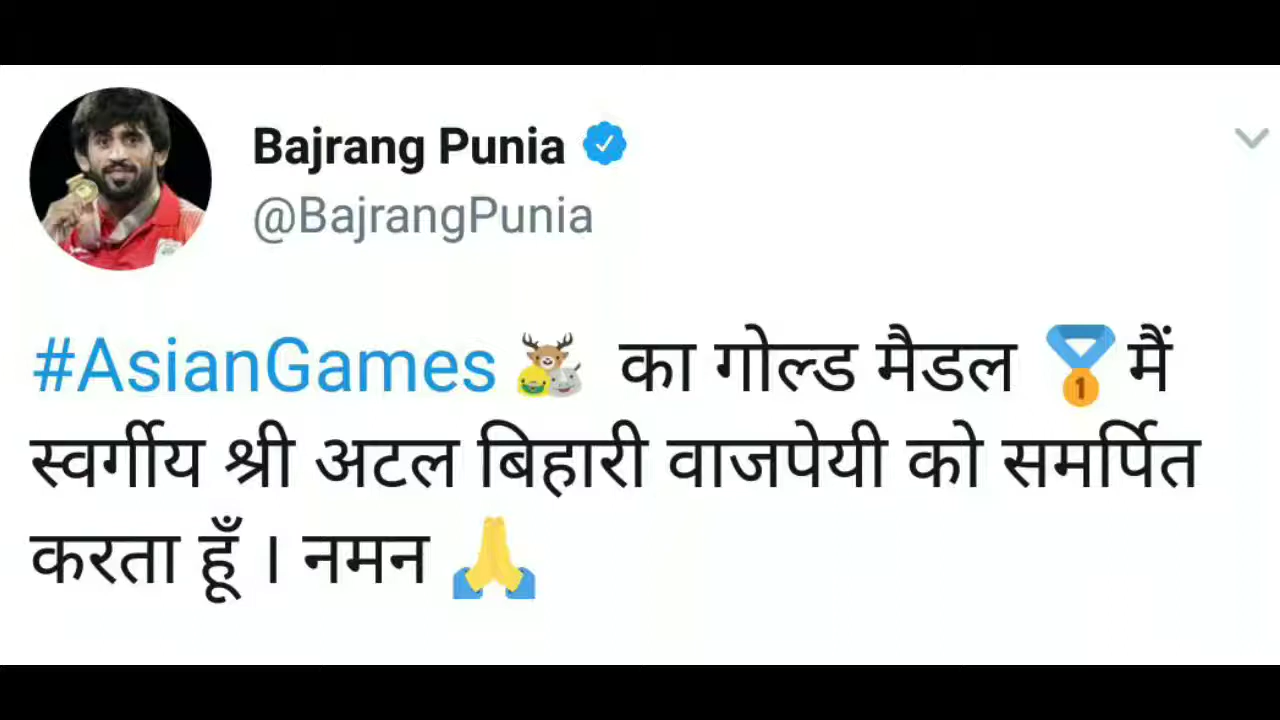 Bajrang Punia
@BajrangPunia
#AsianGames का गोल्ड मैडल 🥇 मैं
स्वर्गीय श्री अटल बिहारी वाजपेयी को समर्पित
करता हूँ । नमन 🙏